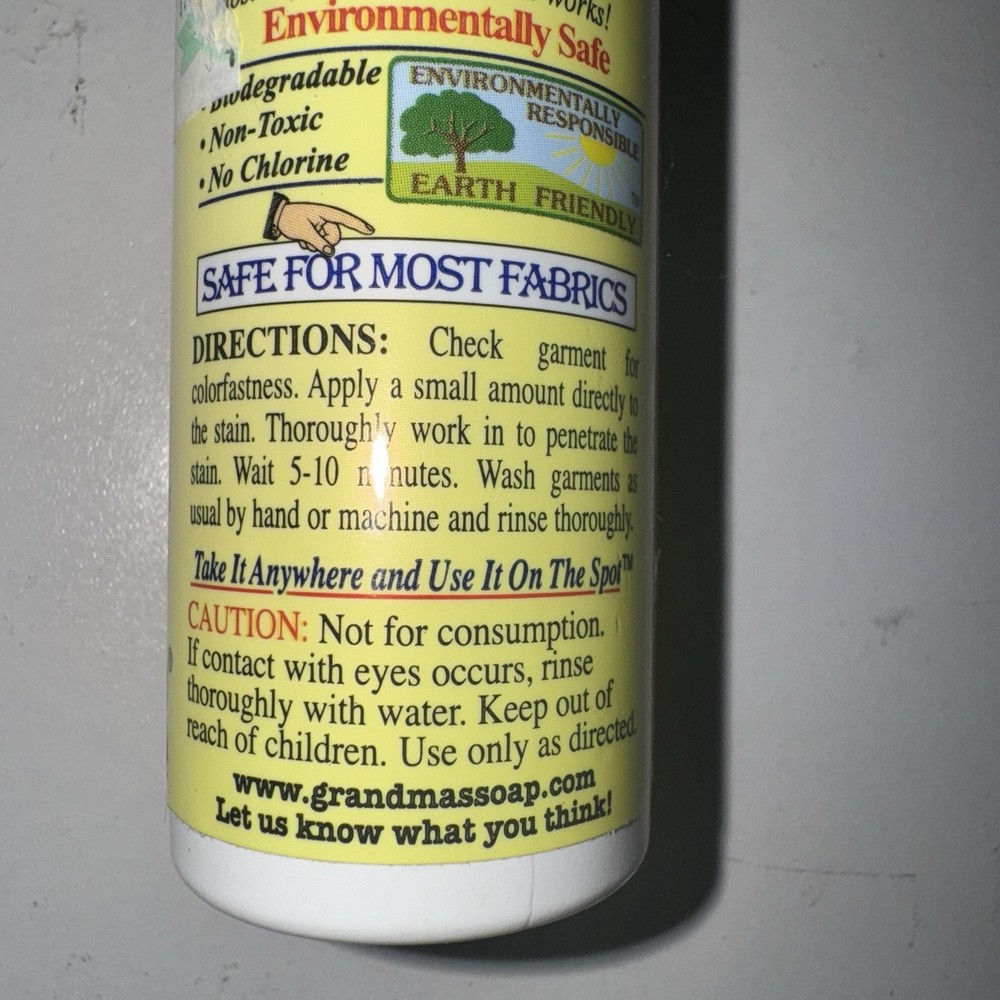 works!
Environmentally Safe
• Biodegradable
• Non-Toxic
• No Chlorine
ENVIRONMENTALLY
RESPONSIBLE
EARTH FRIENDLY
SAFE FOR MOST FABRICS
DIRECTIONS: Check garment for
colorfastness. Apply a small amount directly to
the stain. Thoroughly work in to penetrate the
stain. Wait 5-10 minutes. Wash garments as
usual by hand or machine and rinse thoroughly.
Take It Anywhere and Use It On The Spot™
CAUTION: Not for consumption.
If contact with eyes occurs, rinse
thoroughly with water. Keep out of
reach of children. Use only as directed.
www.grandmassoap.com
Let us know what you think!